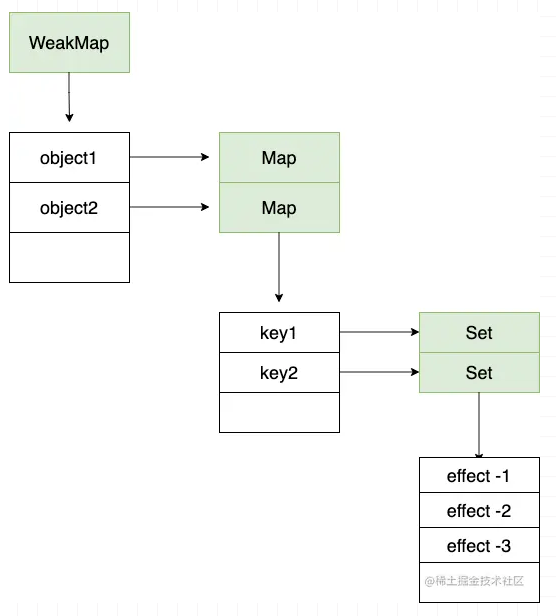 WeakMap
object1
Map
object2
Map
key1
Set
key2
Set
effect -1
effect -2
effect -3
@稀土掘金技术社区